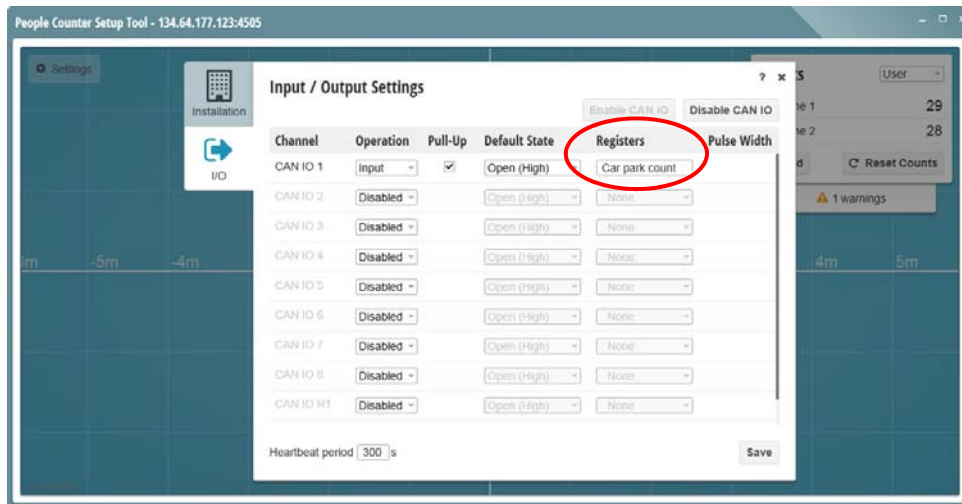 People Counter Setup Tool - 134.64.177.123:4505
Settings
User
29
28
Reset Counts
1 warnings
-5m
-4m
4m
5m
Installation
I/O
Input / Output Settings
? x
Enable CAN IO
Disable CAN IO
Channel Operation Pull-Up Default State Registers Pulse Width
CAN IO 1 Input Open (High) Car park count
CAN IO 2 Disabled Open (High) None
CAN IO 3 Disabled Open (High) None
CAN IO 4 Disabled Open (High) None
CAN IO 5 Disabled Open (High) None
CAN IO 6 Disabled Open (High) None
CAN IO 7 Disabled Open (High) None
CAN IO 8 Disabled Open (High) None
CAN IO R1 Disabled Open (High) None
Heartbeat period 300 s
Save